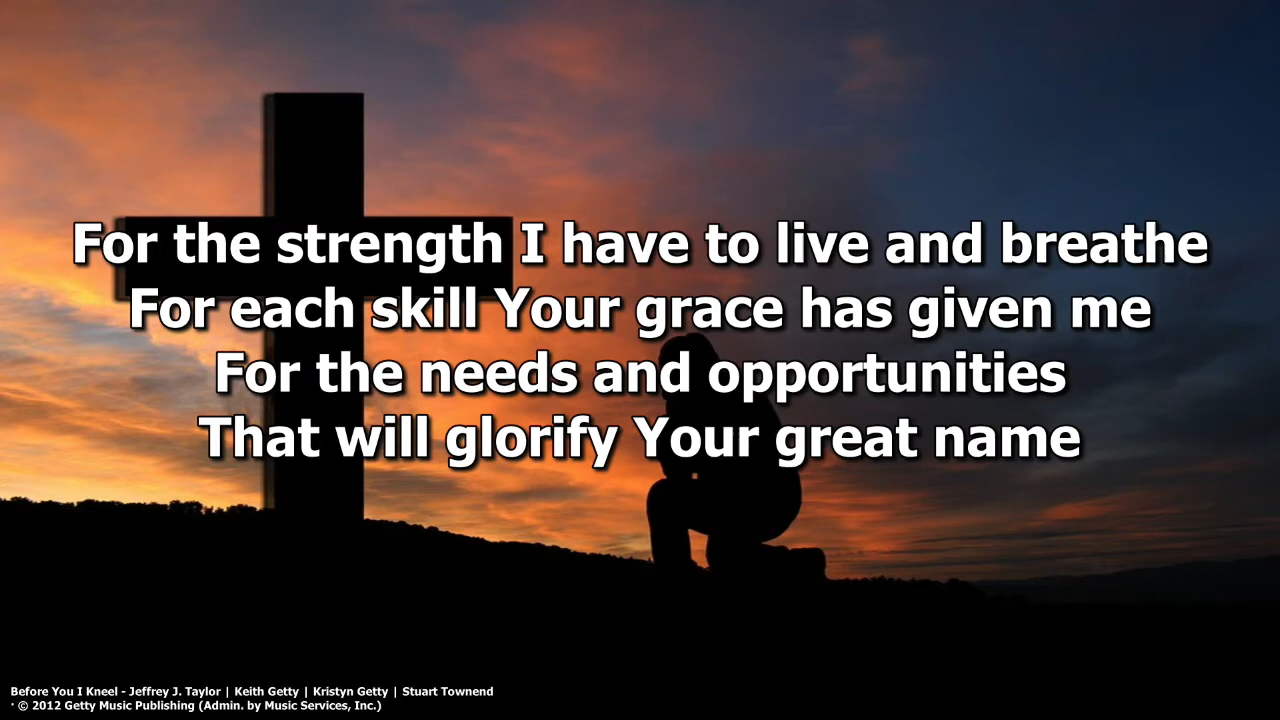 For the strength I have to live and breathe
For each skill Your grace has given me
For the needs and opportunities
That will glorify Your great name
Before You I Kneel - Jeffrey J. Taylor | Keith Getty | Kristyn Getty | Stuart Townend
· © 2012 Getty Music Publishing (Admin. by Music Services, Inc.)